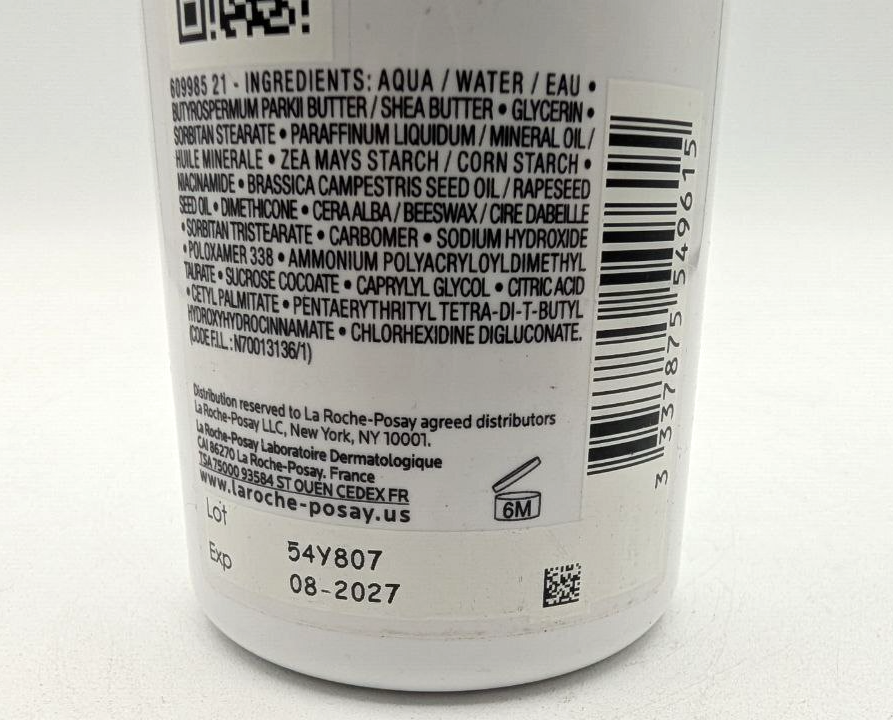 609985 21 - INGREDIENTS: AQUA / WATER / EAU •
BUTYROSPERMUM PARKII BUTTER / SHEA BUTTER • GLYCERIN •
SORBITAN STEARATE • PARAFFINUM LIQUIDUM / MINERAL OIL /
HUILE MINERALE • ZEA MAYS STARCH / CORN STARCH •
NIACINAMIDE • BRASSICA CAMPESTRIS SEED OIL / RAPESEED
SEED OIL • DIMETHICONE • CERA ALBA / BEESWAX / CIRE DABEILLE
• SORBITAN TRISTEARATE • CARBOMER • SODIUM HYDROXIDE
• POLOXAMER 338 • AMMONIUM POLYACRYLOYLDIMETHYL
TAURATE • SUCROSE COCOATE • CAPRYLYL GLYCOL • CITRIC ACID
• CETYL PALMITATE • PENTAERYTHRITYL TETRA-DI-T-BUTYL
HYDROXYHYDROCINNAMATE • CHLORHEXIDINE DIGLUCONATE.
(CODE F.I.L. : N70013136/1)
Distribution reserved to La Roche-Posay agreed distributors
La Roche-Posay LLC, New York, NY 10001.
La Roche-Posay Laboratoire Dermatologique
CAI 86270 La Roche-Posay. France
TSA 75000 93584 ST OUEN CEDEX FR
www.laroche-posay.us
6M
Lot 54Y807
Exp 08-2027
3 337875 549615